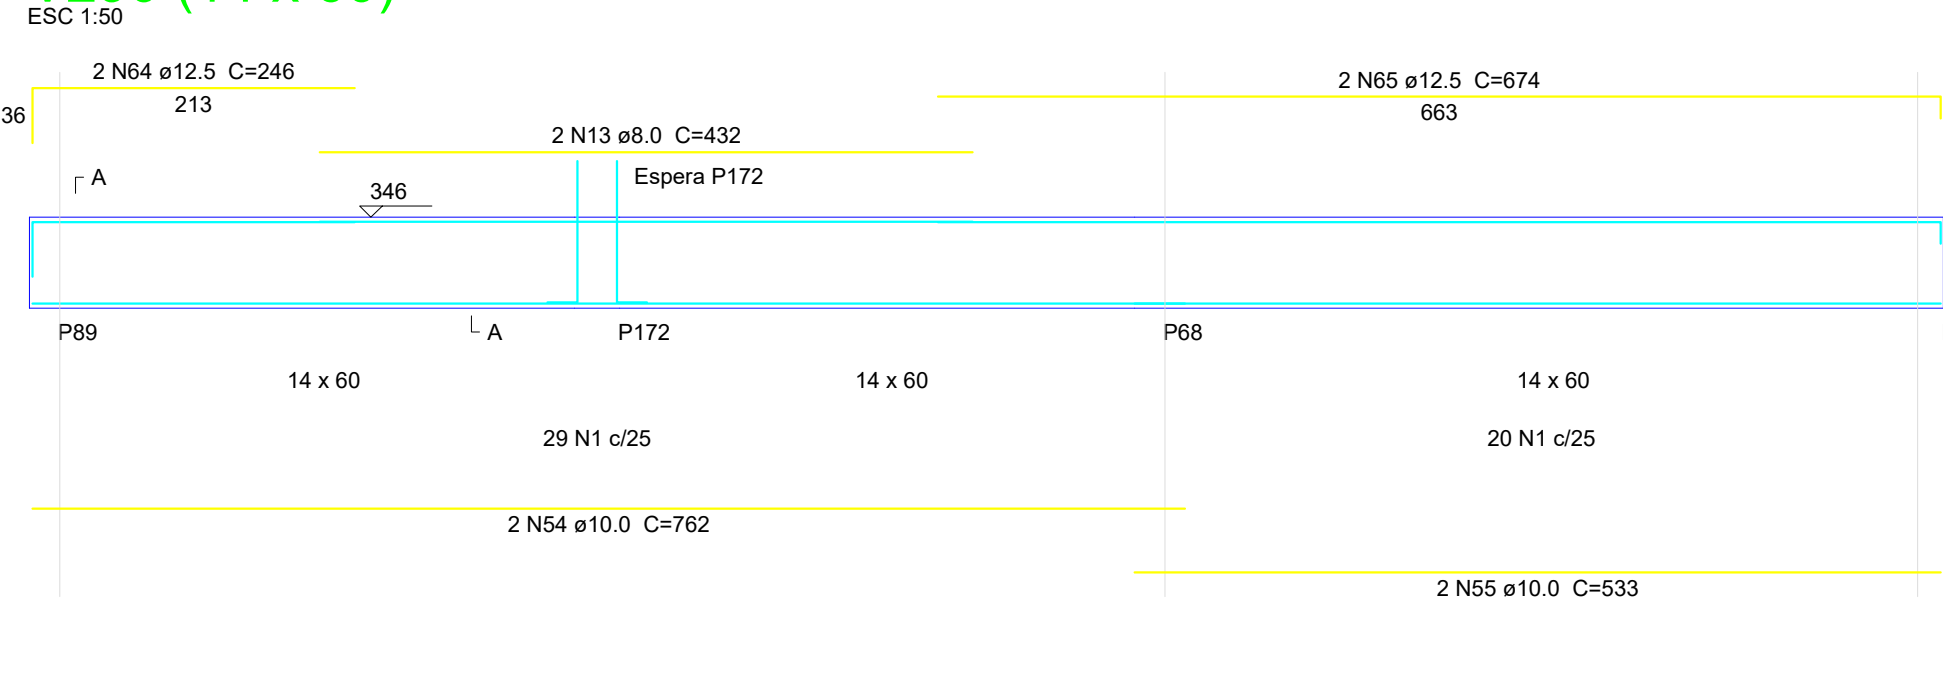 ESC 1:50
2 N64 ø12.5 C=246
213
36
2 N65 ø12.5 C=674
663
2 N13 ø8.0 C=432
A
346
Espera P172
P89
A
P172
P68
14 x 60
14 x 60
14 x 60
29 N1 c/25
20 N1 c/25
2 N54 ø10.0 C=762
2 N55 ø10.0 C=533